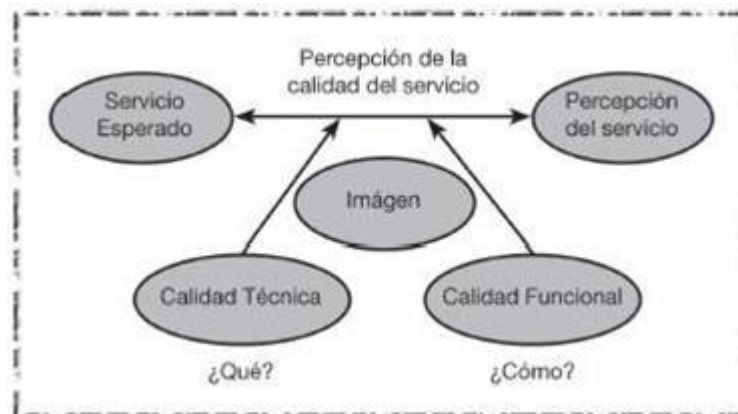 Percepción de la
calidad del servicio
Servicio
Esperado
Percepción
del servicio
Imágen
Calidad Técnica
Calidad Funcional
¿Qué?
¿Cómo?